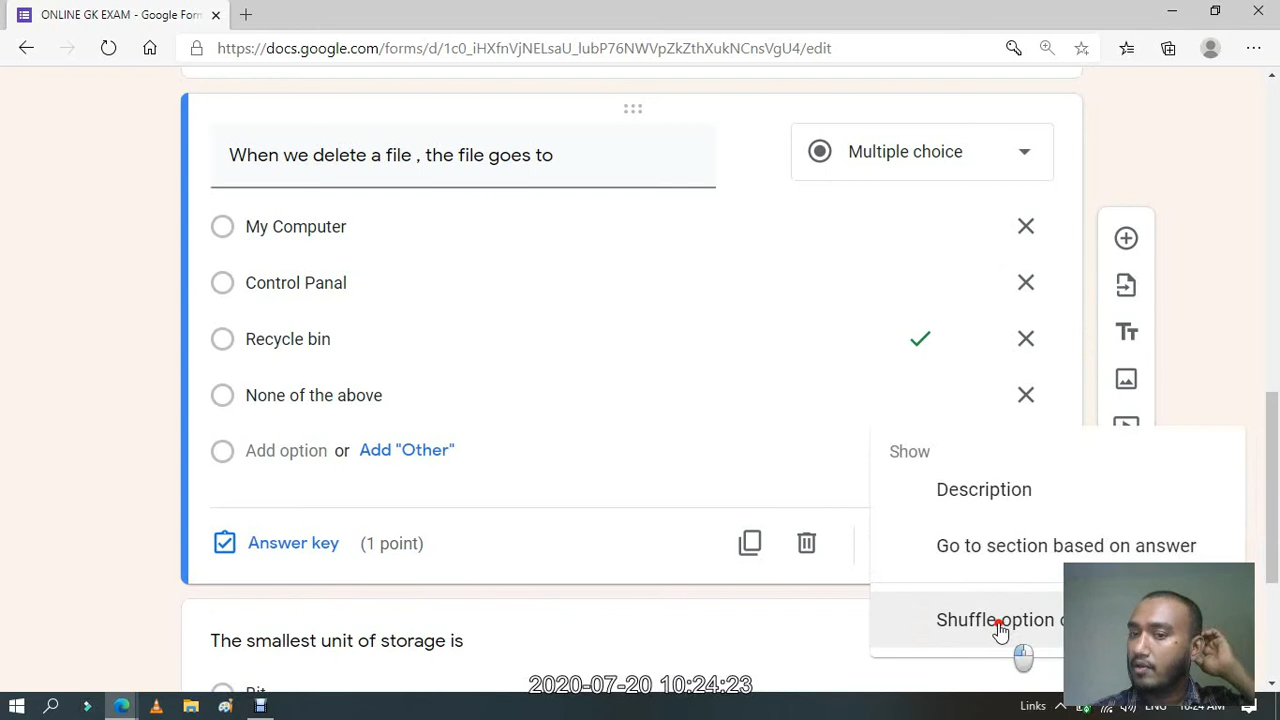 ONLINE GK EXAM - Google Form
https://docs.google.com/forms/d/1c0_iHXfnVjNELsaU_lubP76NWVpZkZthXukNCnsVgU4/edit
When we delete a file , the file goes to
Multiple choice
My Computer
Control Panal
Recycle bin
None of the above
Add option or Add "Other"
Show
Description
Go to section based on answer
Shuffle option
Answer key (1 point)
The smallest unit of storage is
Bit
2020-07-20 10:24:23
Links
ENG
10:24 AM